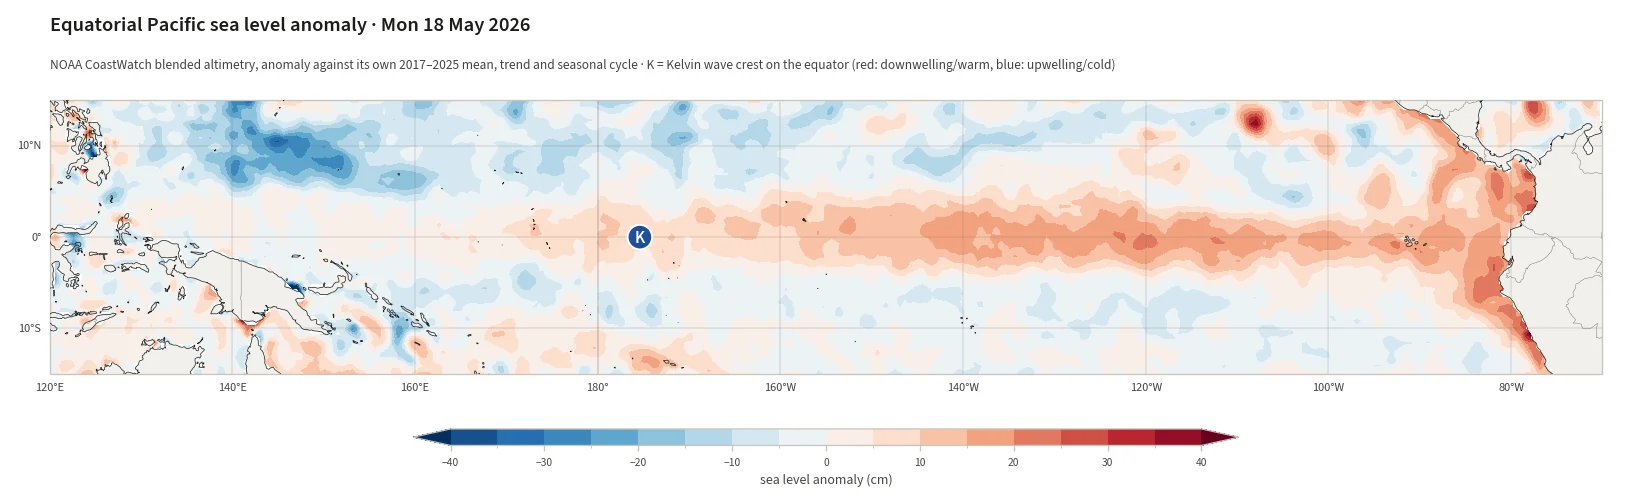 Equatorial Pacific sea level anomaly · Mon 18 May 2026
NOAA CoastWatch blended altimetry, anomaly against its own 2017–2025 mean, trend and seasonal cycle · K = Kelvin wave crest on the equator (red: downwelling/warm, blue: upwelling/cold)
10°N
0°
K
10°S
120°E 140°E 160°E 180° 160°W 140°W 120°W 100°W 80°W
−40 −30 −20 −10 0 10 20 30 40
sea level anomaly (cm)